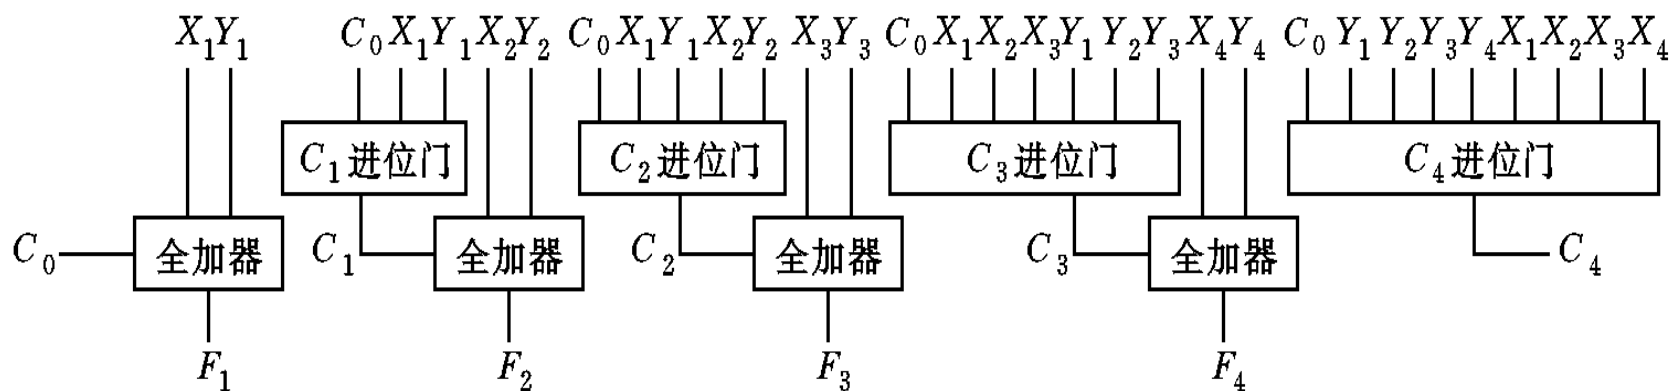 X₁Y₁ C₀X₁Y₁X₂Y₂ C₀X₁Y₁X₂Y₂ X₃Y₃ C₀X₁X₂X₃Y₁Y₂Y₃X₄Y₄ C₀Y₁Y₂Y₃Y₄X₁X₂X₃X₄
C₁进位门 C₂进位门 C₃进位门 C₄进位门
C₀ 全加器 C₁ 全加器 C₂ 全加器 C₃ 全加器 C₄
F₁ F₂ F₃ F₄